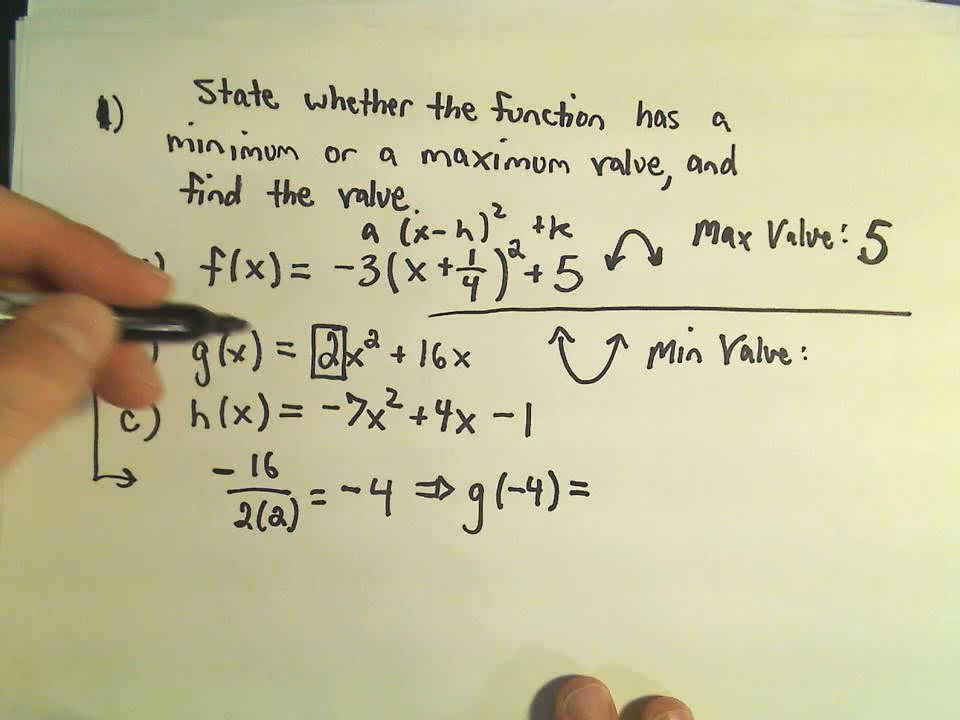 1) State whether the function has a
minimum or a maximum value, and
find the value.
a (x-h)² +k
f(x) = -3(x + 1/4)² + 5 Max Value: 5
g(x) = 2x² + 16x Min Value:
c) h(x) = -7x² + 4x - 1
-16/2(2) = -4 ⇒ g(-4) =